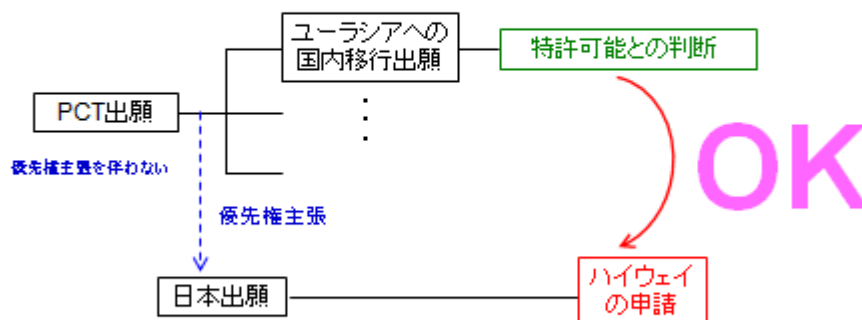 ユーラシアへの
国内移行出願
特許可能との判断
PCT出願
優先権主張を伴わない
OK
優先権主張
日本出願
ハイウェイ
の申請